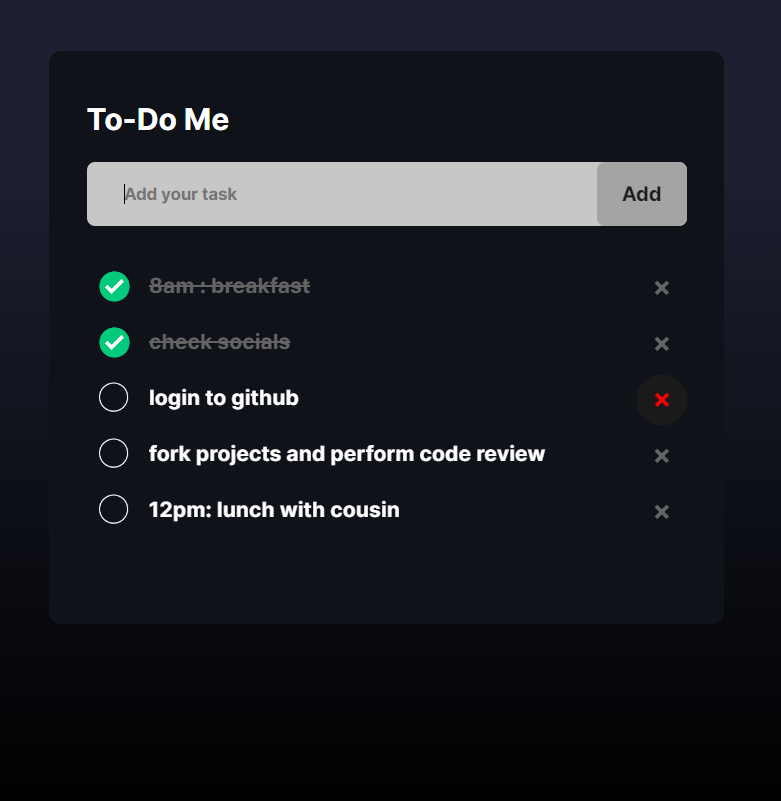 To-Do Me
Add your task
Add
8am : breakfast
check socials
login to github
fork projects and perform code review
12pm: lunch with cousin